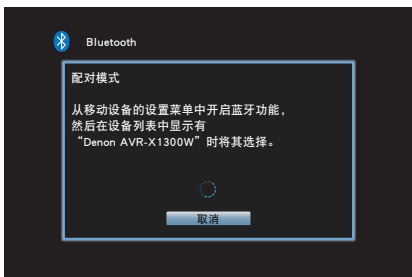 Bluetooth
配对模式
从移动设备的设置菜单中开启蓝牙功能，
然后在设备列表中显示有
“Denon AVR-X1300W”时将其选择。
取消